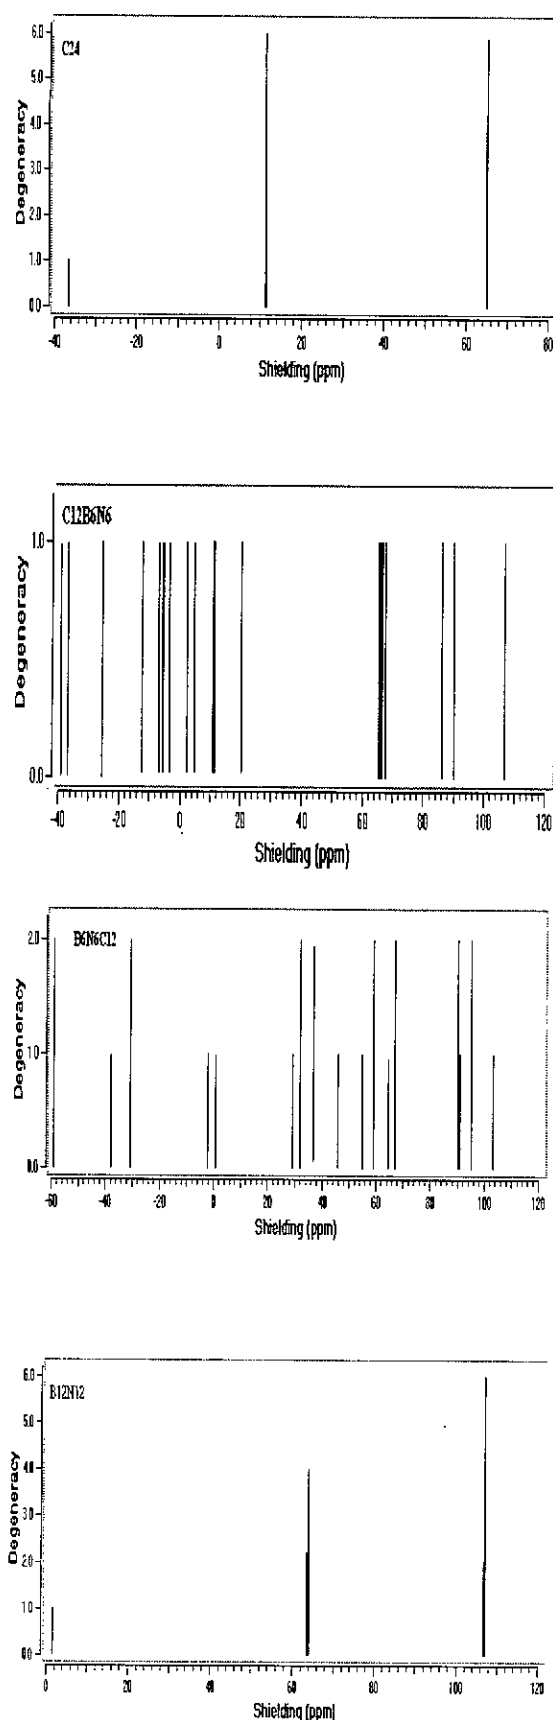 C24
Degeneracy
6.0
5.0
4.0
3.0
2.0
1.0
0.0
-40 -20 0 20 40 60 80
Shielding (ppm)
C12B6N6
Degeneracy
1.0
0.0
-40 -20 0 20 40 60 80 100 120
Shielding (ppm)
B6N6C12
Degeneracy
2.0
1.0
0.0
-60 -40 -20 0 20 40 60 80 100 120
Shielding (ppm)
B12N12
Degeneracy
6.0
5.0
4.0
3.0
2.0
1.0
0.0
0 20 40 60 80 100 120
Shielding (ppm)